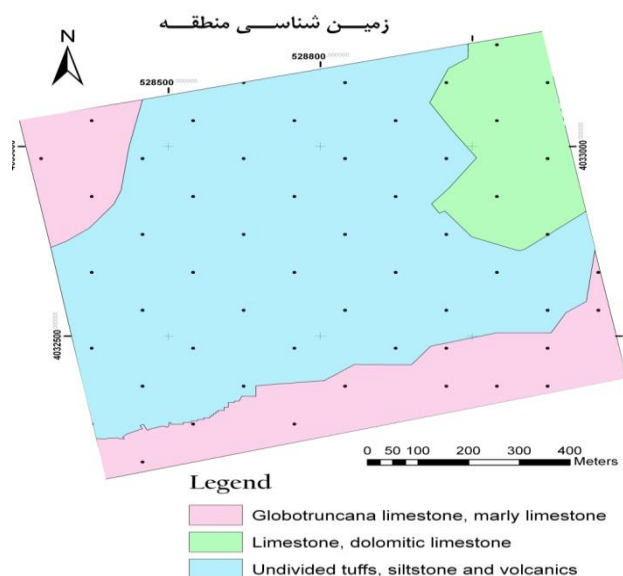 زمین شناسی منطقه
N
528500
528800
4033000
4032500
0 50 100 200 300 400
Meters
Legend
Globotruncana limestone, marly limestone
Limestone, dolomitic limestone
Undivided tuffs, siltstone and volcanics